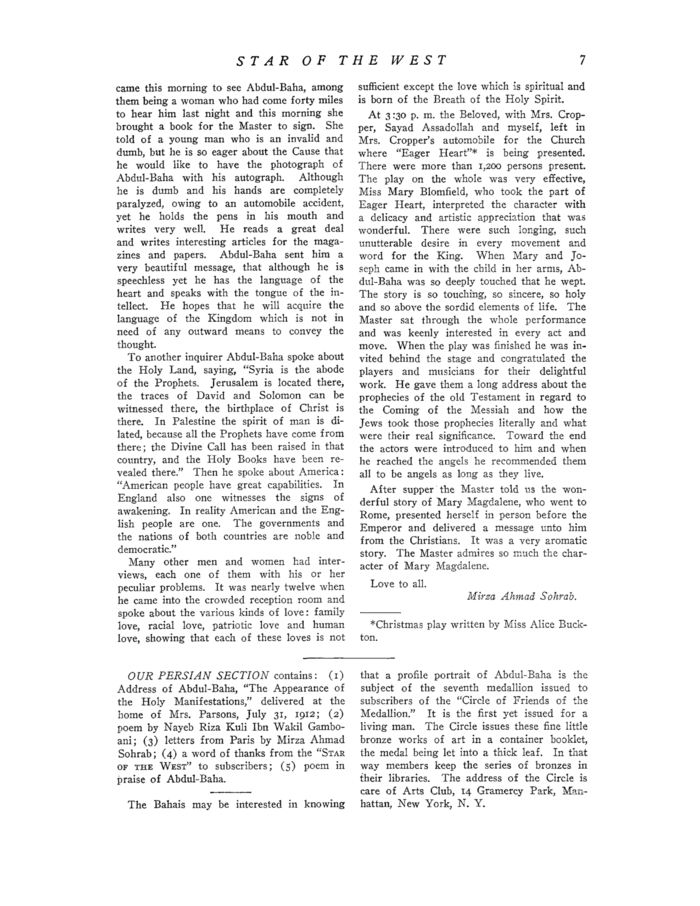 STAR OF THE WEST 7
came this morning to see Abdul-Baha, among
them being a woman who had come forty miles
to hear him last night and this morning she
brought a book for the Master to sign. She
told of a young man who is an invalid and
dumb, but he is so eager about the Cause that
he would like to have the photograph of
Abdul-Baha with his autograph. Although
he is dumb and his hands are completely
paralyzed, owing to an automobile accident,
yet he holds the pens in his mouth and
writes very well. He reads a great deal
and writes interesting articles for the maga-
zines and papers. Abdul-Baha sent him a
very beautiful message, that although he is
speechless yet he has the language of the
heart and speaks with the tongue of the in-
tellect. He hopes that he will acquire the
language of the Kingdom which is not in
need of any outward means to convey the
thought.
To another inquirer Abdul-Baha spoke about
the Holy Land, saying, "Syria is the abode
of the Prophets. Jerusalem is located there,
the traces of David and Solomon can be
witnessed there, the birthplace of Christ is
there. In Palestine the spirit of man is di-
lated, because all the Prophets have come from
there; the Divine Call has been raised in that
country, and the Holy Books have been re-
vealed there." Then he spoke about America:
"American people have great capabilities. In
England also one witnesses the signs of
awakening. In reality American and the Eng-
lish people are one. The governments and
the nations of both countries are noble and
democratic."
Many other men and women had inter-
views, each one of them with his or her
peculiar problems. It was nearly twelve when
he came into the crowded reception room and
spoke about the various kinds of love: family
love, racial love, patriotic love and human
love, showing that each of these loves is not
sufficient except the love which is spiritual and
is born of the Breath of the Holy Spirit.
At 3:30 p. m. the Beloved, with Mrs. Crop-
per, Sayad Assadollah and myself, left in
Mrs. Cropper's automobile for the Church
where "Eager Heart"* is being presented.
There were more than 1,200 persons present.
The play on the whole was very effective,
Miss Mary Blomfield, who took the part of
Eager Heart, interpreted the character with
a delicacy and artistic appreciation that was
wonderful. There were such longing, such
unutterable desire in every movement and
word for the King. When Mary and Jo-
seph came in with the child in her arms, Ab-
dul-Baha was so deeply touched that he wept.
The story is so touching, so sincere, so holy
and so above the sordid elements of life. The
Master sat through the whole performance
and was keenly interested in every act and
move. When the play was finished he was in-
vited behind the stage and congratulated the
players and musicians for their delightful
work. He gave them a long address about the
prophecies of the old Testament in regard to
the Coming of the Messiah and how the
Jews took those prophecies literally and what
were their real significance. Toward the end
the actors were introduced to him and when
he reached the angels he recommended them
all to be angels as long as they live.
After supper the Master told us the won-
derful story of Mary Magdalene, who went to
Rome, presented herself in person before the
Emperor and delivered a message unto him
from the Christians. It was a very aromatic
story. The Master admires so much the char-
acter of Mary Magdalene.
Love to all.
Mirza Ahmad Sohrab.
*Christmas play written by Miss Alice Buck-
ton.
OUR PERSIAN SECTION contains: (1)
Address of Abdul-Baha, "The Appearance of
the Holy Manifestations," delivered at the
home of Mrs. Parsons, July 31, 1912; (2)
poem by Nayeb Riza Kuli Ibn Wakil Gambo-
ani; (3) letters from Paris by Mirza Ahmad
Sohrab; (4) a word of thanks from the "STAR
OF THE WEST" to subscribers; (5) poem in
praise of Abdul-Baha.
The Bahais may be interested in knowing
that a profile portrait of Abdul-Baha is the
subject of the seventh medallion issued to
subscribers of the "Circle of Friends of the
Medallion." It is the first yet issued for a
living man. The Circle issues these fine little
bronze works of art in a container booklet,
the medal being let into a thick leaf. In that
way members keep the series of bronzes in
their libraries. The address of the Circle is
care of Arts Club, 14 Gramercy Park, Man-
hattan, New York, N. Y.